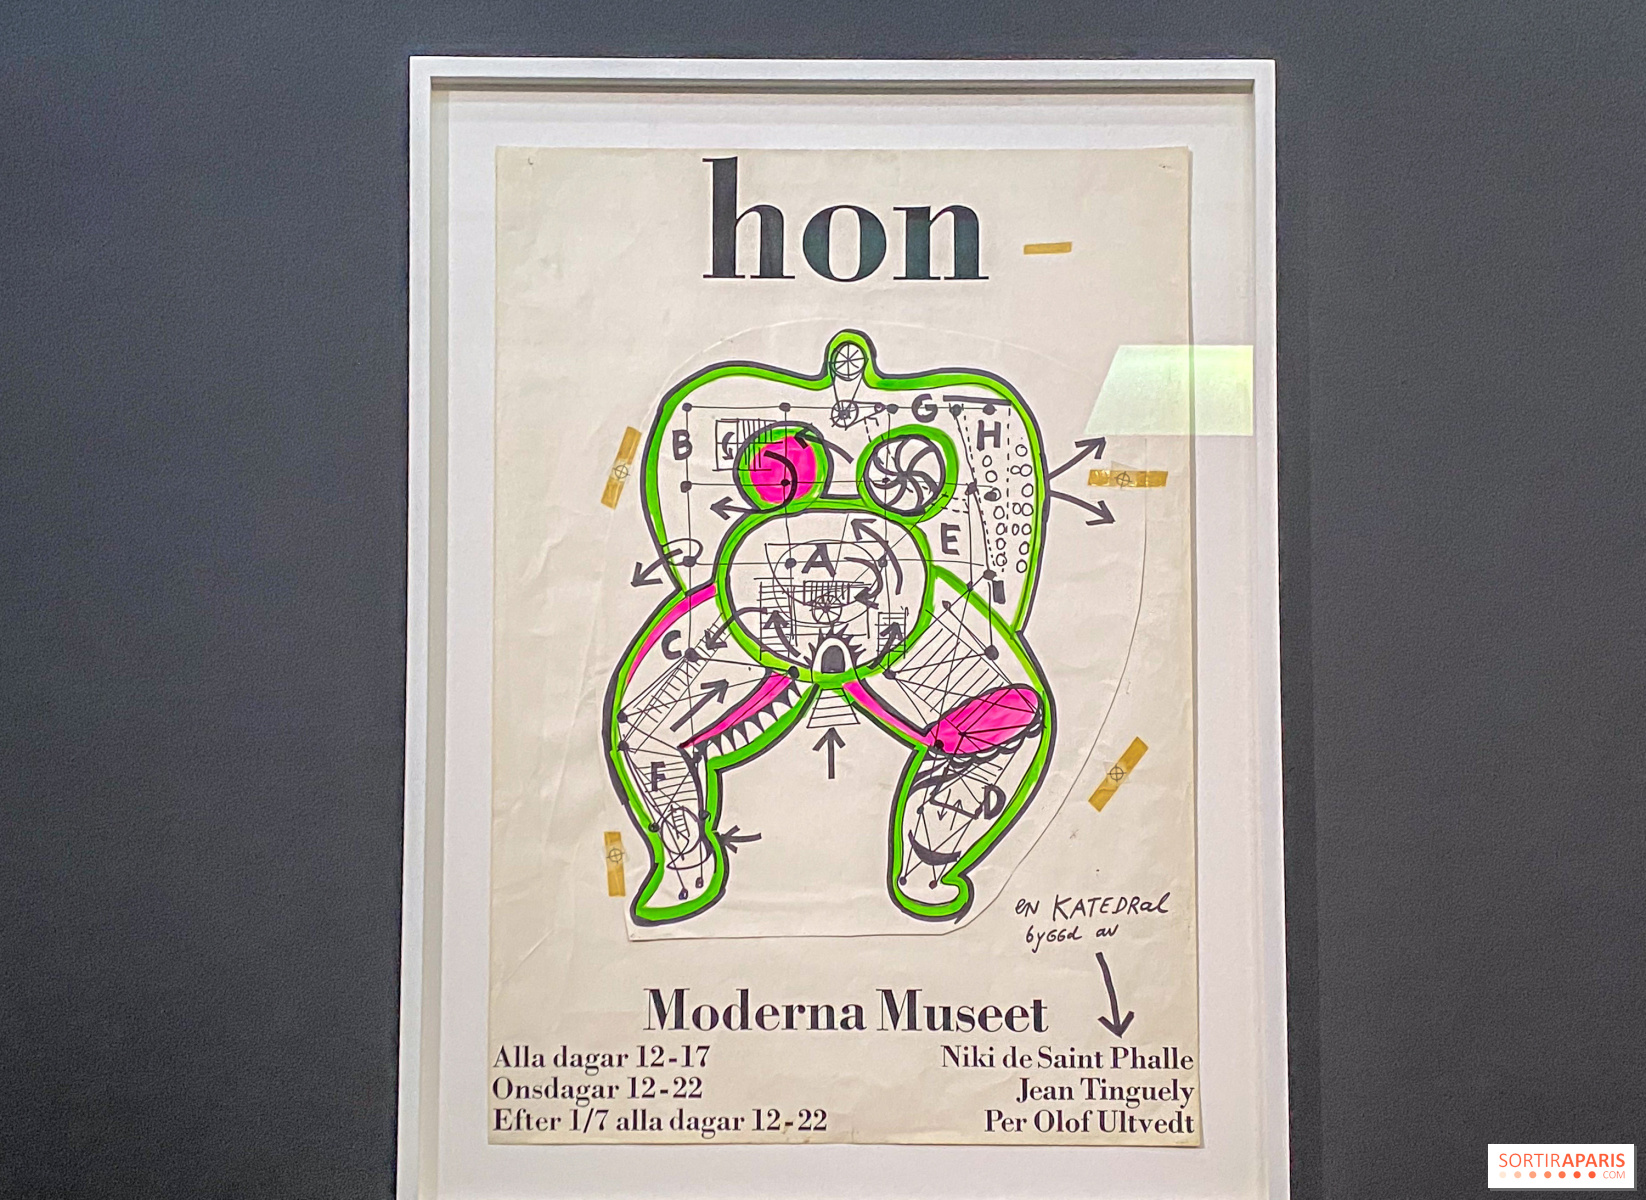 hon
G
H
B
E
A
C
F
D
en KATEDRal
byGGd av
Moderna Museet
Alla dagar 12-17
Onsdagar 12-22
Efter 1/7 alla dagar 12-22
Niki de Saint Phalle
Jean Tinguely
Per Olof Ultvedt
SORTIRAPARIS
.COM